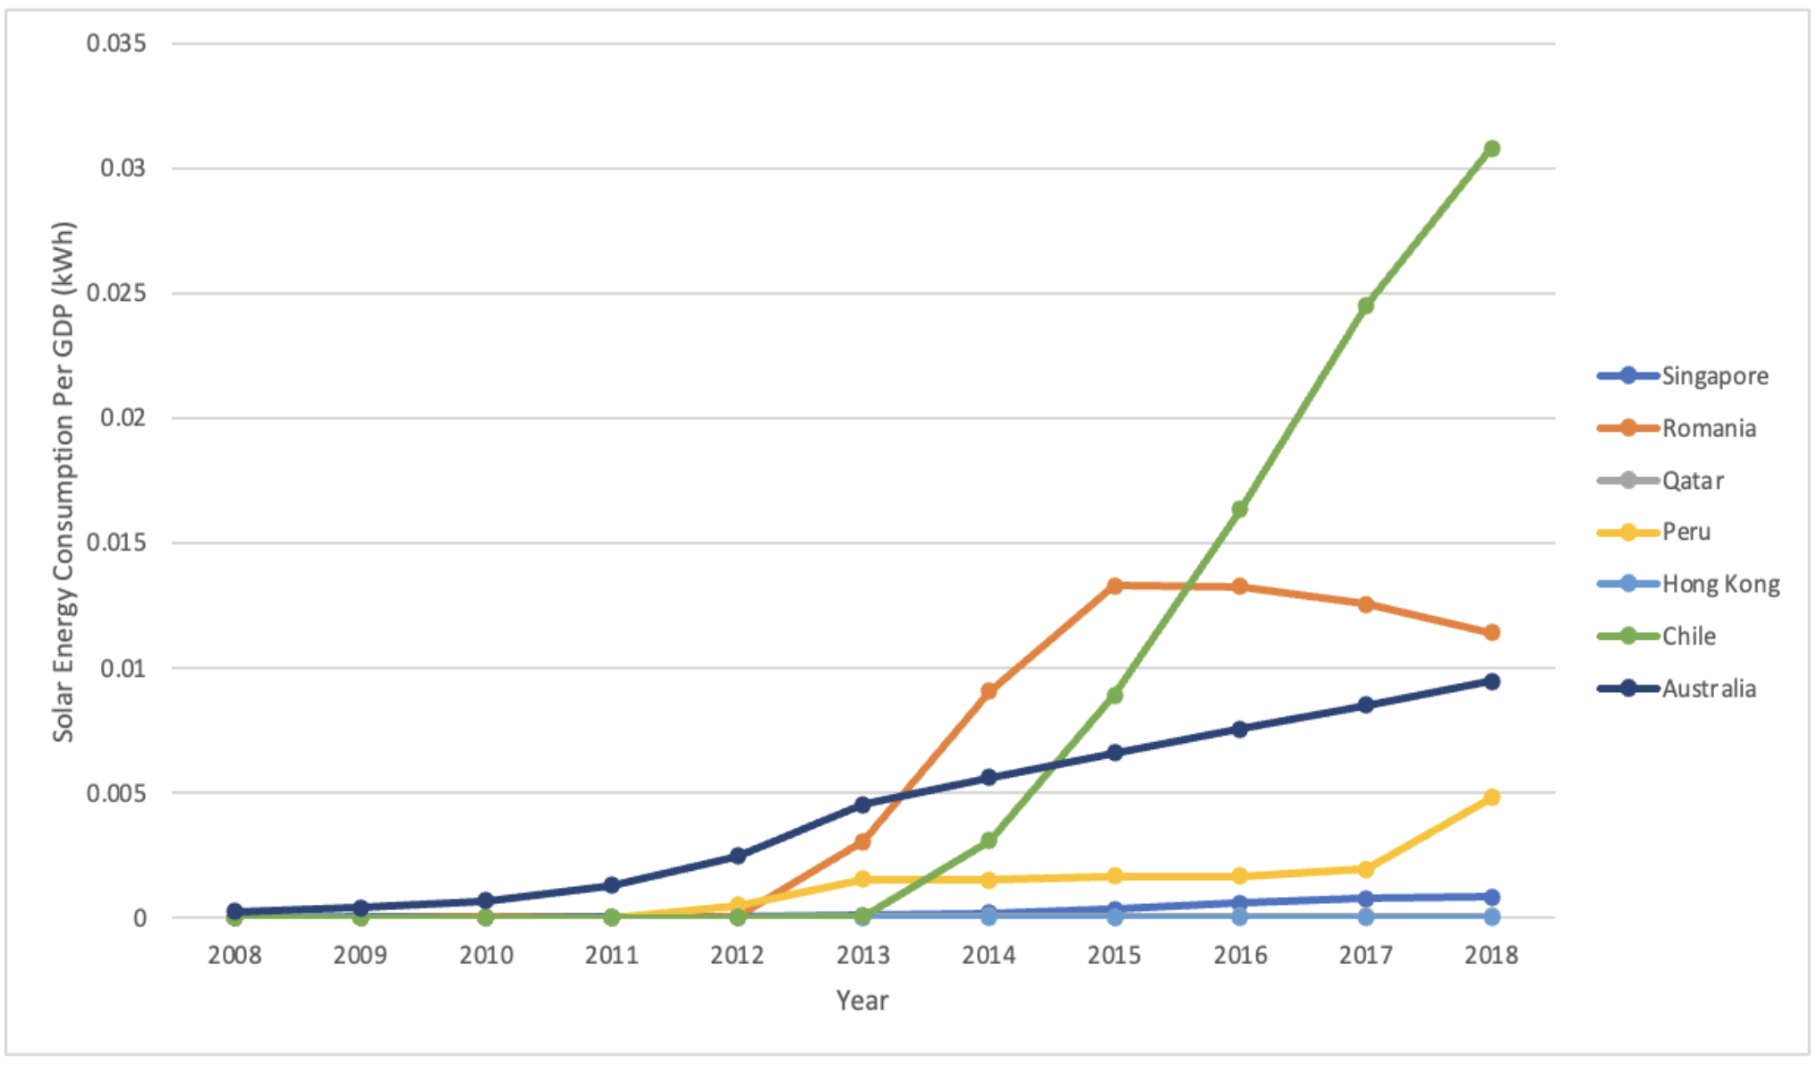 0.035
0.03
0.025
0.02
0.015
0.01
0.005
0
Solar Energy Consumption Per GDP (kWh)
2008 2009 2010 2011 2012 2013 2014 2015 2016 2017 2018
Year
Singapore
Romania
Qatar
Peru
Hong Kong
Chile
Australia